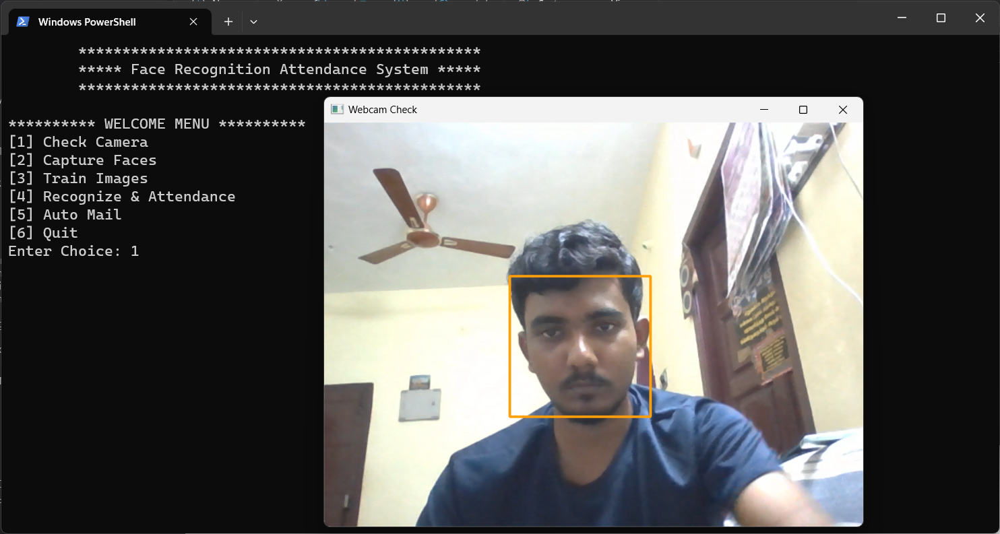 Windows PowerShell
***********************************************
***** Face Recognition Attendance System *****
***********************************************
Webcam Check
********** WELCOME MENU **********
[1] Check Camera
[2] Capture Faces
[3] Train Images
[4] Recognize & Attendance
[5] Auto Mail
[6] Quit
Enter Choice: 1